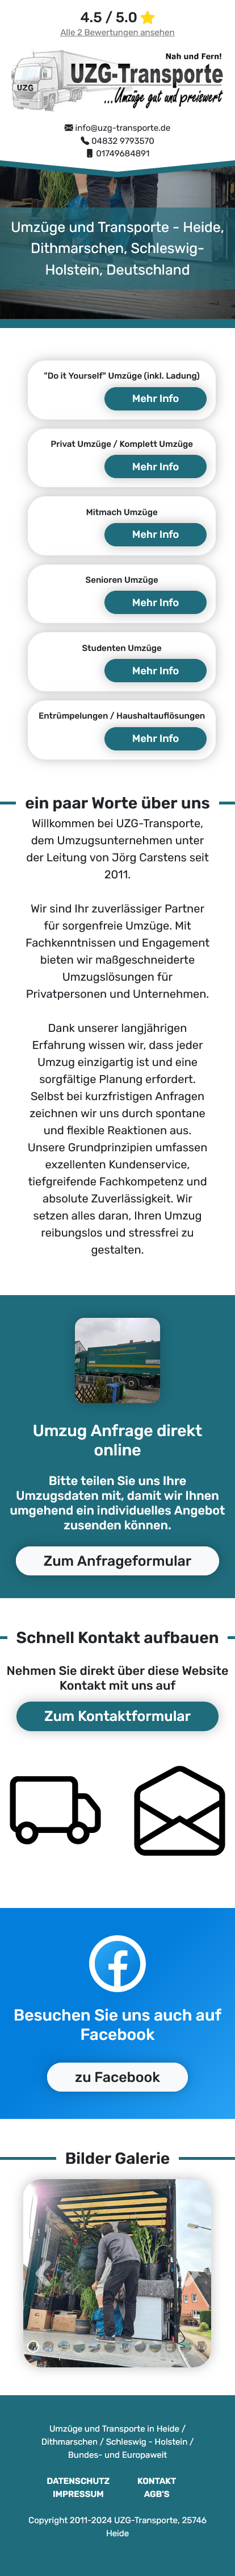 4.5 / 5.0
Alle 2 Bewertungen ansehen
Nah und Fern!
UZG-Transporte
UZG
...Umzüge gut und preiswert
info@uzg-transporte.de
04832 9793570
01749684891
Umzüge und Transporte - Heide,
Dithmarschen, Schleswig-
Holstein, Deutschland
"Do it Yourself" Umzüge (inkl. Ladung)
Mehr Info
Privat Umzüge / Komplett Umzüge
Mehr Info
Mitmach Umzüge
Mehr Info
Senioren Umzüge
Mehr Info
Studenten Umzüge
Mehr Info
Entrümpelungen / Haushaltauflösungen
Mehr Info
ein paar Worte über uns
Willkommen bei UZG-Transporte,
dem Umzugsunternehmen unter
der Leitung von Jörg Carstens seit
2011.
Wir sind Ihr zuverlässiger Partner
für sorgenfreie Umzüge. Mit
Fachkenntnissen und Engagement
bieten wir maßgeschneiderte
Umzugslösungen für
Privatpersonen und Unternehmen.
Dank unserer langjährigen
Erfahrung wissen wir, dass jeder
Umzug einzigartig ist und eine
sorgfältige Planung erfordert.
Selbst bei kurzfristigen Anfragen
zeichnen wir uns durch spontane
und flexible Reaktionen aus.
Unsere Grundprinzipien umfassen
exzellenten Kundenservice,
tiefgreifende Fachkompetenz und
absolute Zuverlässigkeit. Wir
setzen alles daran, Ihren Umzug
reibungslos und stressfrei zu
gestalten.
Umzug Anfrage direkt
online
Bitte teilen Sie uns Ihre
Umzugsdaten mit, damit wir Ihnen
umgehend ein individuelles Angebot
zusenden können.
Zum Anfrageformular
Schnell Kontakt aufbauen
Nehmen Sie direkt über diese Website
Kontakt mit uns auf
Zum Kontaktformular
Besuchen Sie uns auch auf
Facebook
zu Facebook
Bilder Galerie
Umzüge und Transporte in Heide /
Dithmarschen / Schleswig - Holstein /
Bundes- und Europaweit
DATENSCHUTZ KONTAKT
IMPRESSUM AGB'S
Copyright 2011-2024 UZG-Transporte, 25746
Heide